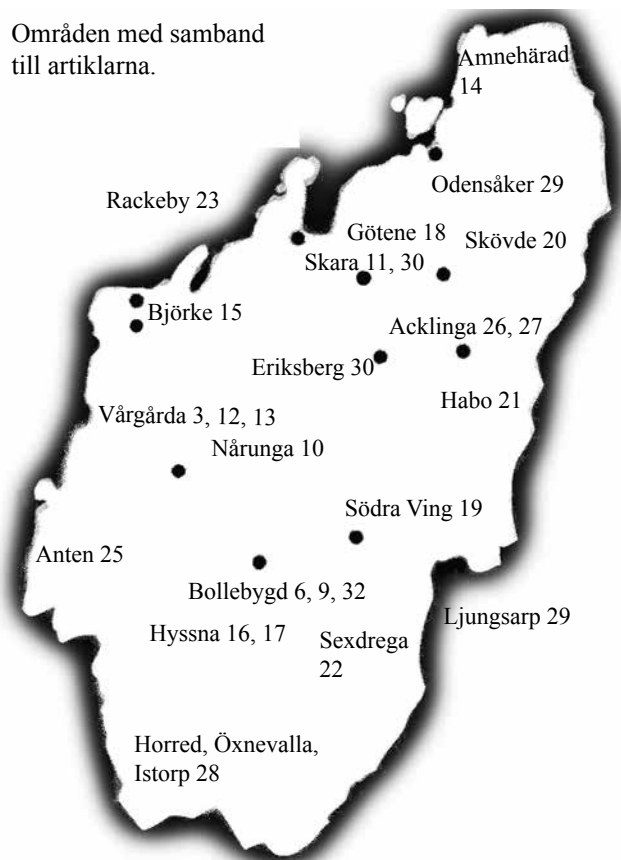 Områden med samband
till artiklarna.
Amnehärad
14
Odensåker 29
Rackeby 23
Götene 18
Skövde 20
Skara 11, 30
Björke 15
Acklinga 26, 27
Eriksberg 30
Habo 21
Vårgårda 3, 12, 13
Nårunga 10
Södra Ving 19
Anten 25
Bollebygd 6, 9, 32
Ljungsarp 29
Hyssna 16, 17
Sexdrega
22
Horred, Öxnevalla,
Istorp 28